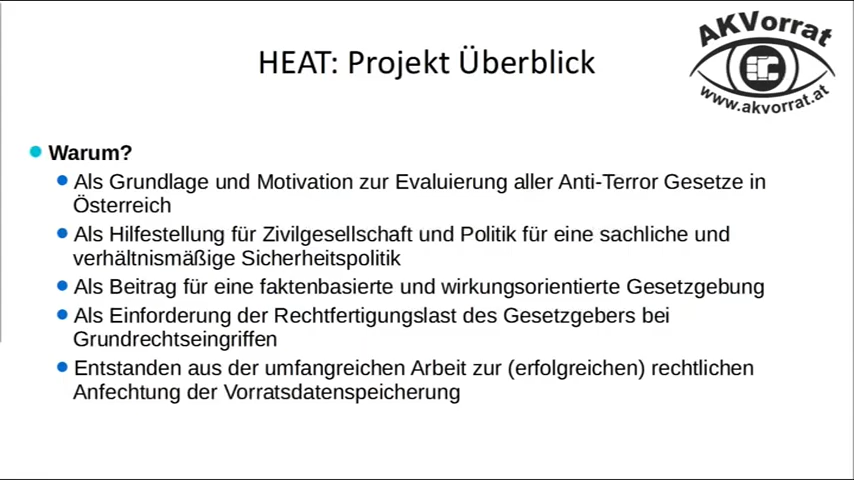 AKVorrat
HEAT: Projekt Überblick
www.akvorrat.at
Warum?
Als Grundlage und Motivation zur Evaluierung aller Anti-Terror Gesetze in
Österreich
Als Hilfestellung für Zivilgesellschaft und Politik für eine sachliche und
verhältnismäßige Sicherheitspolitik
Als Beitrag für eine faktenbasierte und wirkungsorientierte Gesetzgebung
Als Einforderung der Rechtfertigungslast des Gesetzgebers bei
Grundrechtseingriffen
Entstanden aus der umfangreichen Arbeit zur (erfolgreichen) rechtlichen
Anfechtung der Vorratsdatenspeicherung